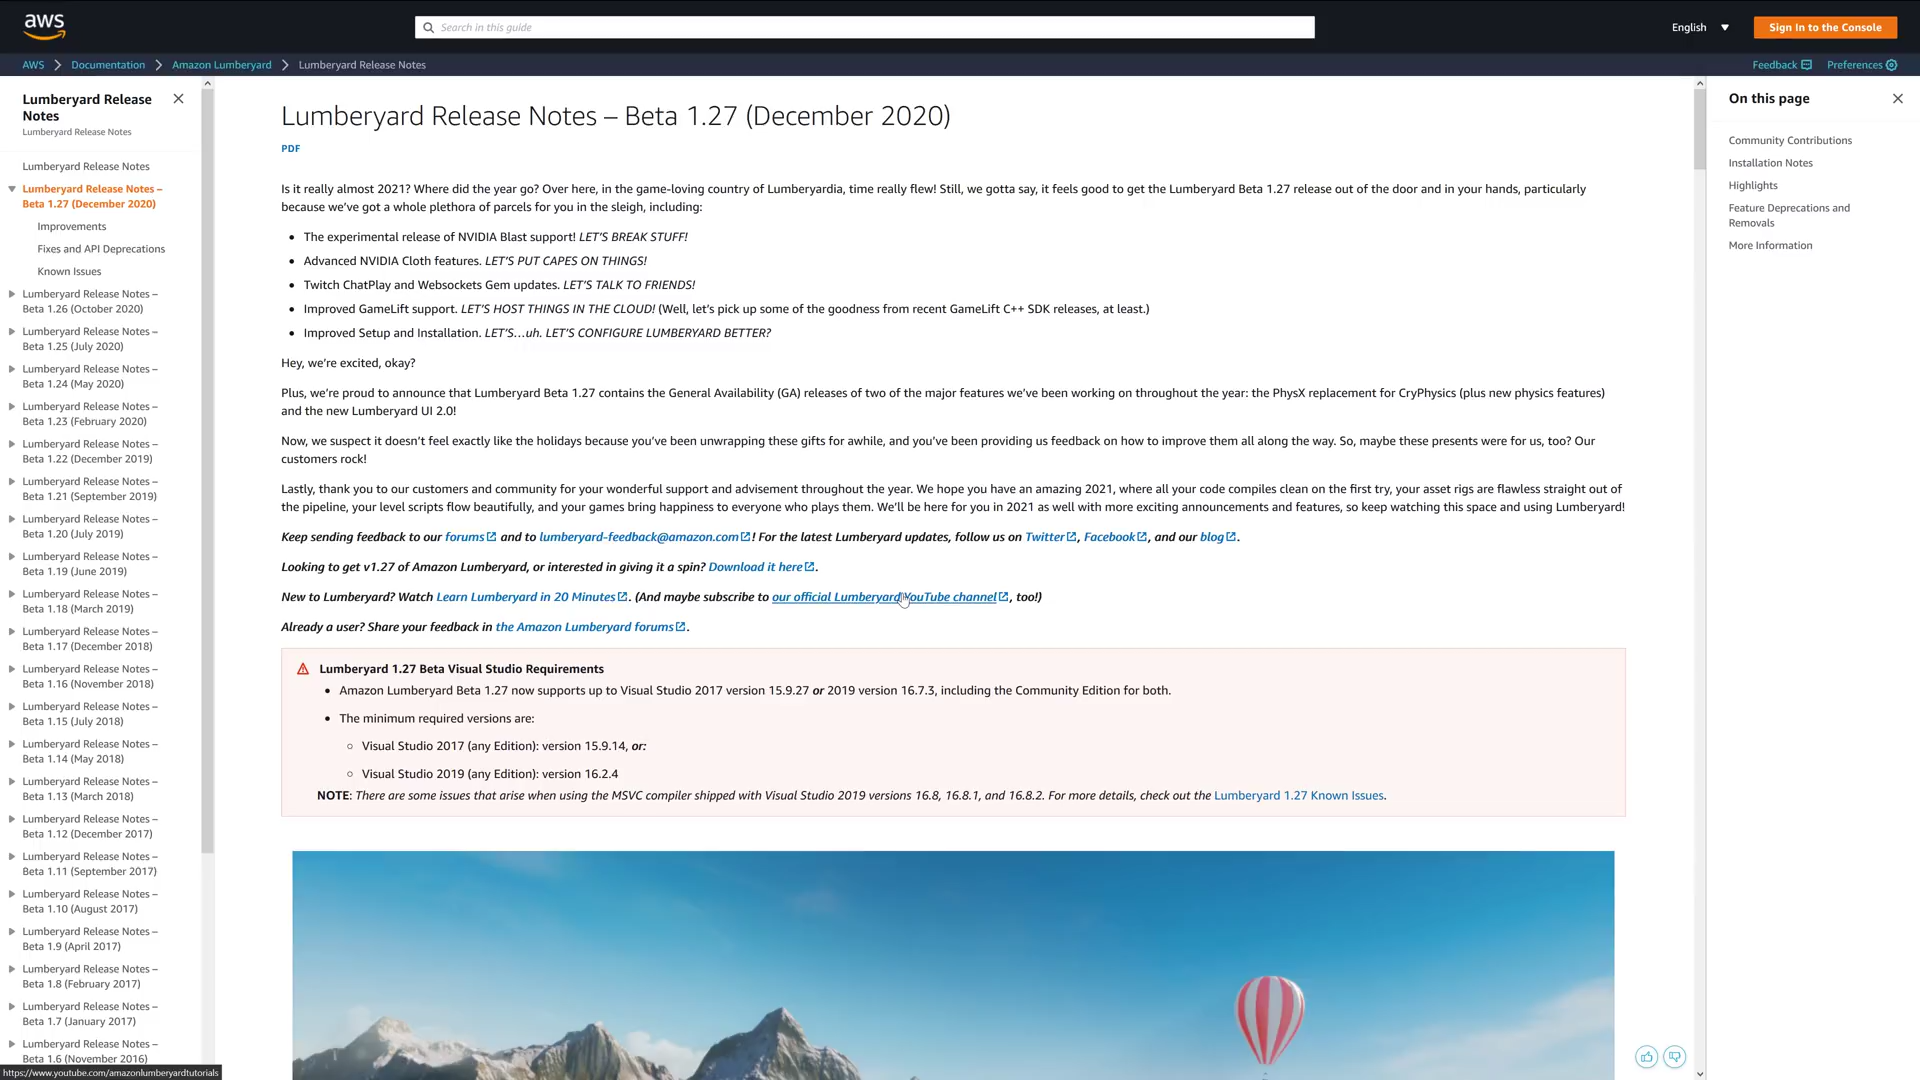 aws
Search in this guide
English
Sign In to the Console
AWS
Documentation
Amazon Lumberyard
Lumberyard Release Notes
Feedback
Preferences
Lumberyard Release
Notes
Lumberyard Release Notes
Lumberyard Release Notes
Lumberyard Release Notes –
Beta 1.27 (December 2020)
Improvements
Fixes and API Deprecations
Known Issues
Lumberyard Release Notes –
Beta 1.26 (October 2020)
Lumberyard Release Notes –
Beta 1.25 (July 2020)
Lumberyard Release Notes –
Beta 1.24 (May 2020)
Lumberyard Release Notes –
Beta 1.23 (February 2020)
Lumberyard Release Notes –
Beta 1.22 (December 2019)
Lumberyard Release Notes –
Beta 1.21 (September 2019)
Lumberyard Release Notes –
Beta 1.20 (July 2019)
Lumberyard Release Notes –
Beta 1.19 (June 2019)
Lumberyard Release Notes –
Beta 1.18 (March 2019)
Lumberyard Release Notes –
Beta 1.17 (December 2018)
Lumberyard Release Notes –
Beta 1.16 (November 2018)
Lumberyard Release Notes –
Beta 1.15 (July 2018)
Lumberyard Release Notes –
Beta 1.14 (May 2018)
Lumberyard Release Notes –
Beta 1.13 (March 2018)
Lumberyard Release Notes –
Beta 1.12 (December 2017)
Lumberyard Release Notes –
Beta 1.11 (September 2017)
Lumberyard Release Notes –
Beta 1.10 (August 2017)
Lumberyard Release Notes –
Beta 1.9 (April 2017)
Lumberyard Release Notes –
Beta 1.8 (February 2017)
Lumberyard Release Notes –
Beta 1.7 (January 2017)
Lumberyard Release Notes –
Beta 1.6 (November 2016)
https://www.youtube.com/amazonlumberyardtutorials
Lumberyard Release Notes – Beta 1.27 (December 2020)
PDF
Is it really almost 2021? Where did the year go? Over here, in the game-loving country of Lumberyardia, time really flew! Still, we gotta say, it feels good to get the Lumberyard Beta 1.27 release out of the door and in your hands, particularly
because we've got a whole plethora of parcels for you in the sleigh, including:
• The experimental release of NVIDIA Blast support! LET'S BREAK STUFF!
• Advanced NVIDIA Cloth features. LET'S PUT CAPES ON THINGS!
• Twitch ChatPlay and Websockets Gem updates. LET'S TALK TO FRIENDS!
• Improved GameLift support. LET'S HOST THINGS IN THE CLOUD! (Well, let's pick up some of the goodness from recent GameLift C++ SDK releases, at least.)
• Improved Setup and Installation. LET'S...uh. LET'S CONFIGURE LUMBERYARD BETTER?
Hey, we're excited, okay?
Plus, we're proud to announce that Lumberyard Beta 1.27 contains the General Availability (GA) releases of two of the major features we've been working on throughout the year: the PhysX replacement for CryPhysics (plus new physics features)
and the new Lumberyard UI 2.0!
Now, we suspect it doesn't feel exactly like the holidays because you've been unwrapping these gifts for awhile, and you've been providing us feedback on how to improve them all along the way. So, maybe these presents were for us, too? Our
customers rock!
Lastly, thank you to our customers and community for your wonderful support and advisement throughout the year. We hope you have an amazing 2021, where all your code compiles clean on the first try, your asset rigs are flawless straight out of
the pipeline, your level scripts flow beautifully, and your games bring happiness to everyone who plays them. We'll be here for you in 2021 as well with more exciting announcements and features, so keep watching this space and using Lumberyard!
Keep sending feedback to our forums and to lumberyard-feedback@amazon.com! For the latest Lumberyard updates, follow us on Twitter, Facebook, and our blog.
Looking to get v1.27 of Amazon Lumberyard, or interested in giving it a spin? Download it here.
New to Lumberyard? Watch Learn Lumberyard in 20 Minutes. (And maybe subscribe to our official Lumberyard YouTube channel, too!)
Already a user? Share your feedback in the Amazon Lumberyard forums.
Lumberyard 1.27 Beta Visual Studio Requirements
• Amazon Lumberyard Beta 1.27 now supports up to Visual Studio 2017 version 15.9.27 or 2019 version 16.7.3, including the Community Edition for both.
• The minimum required versions are:
○ Visual Studio 2017 (any Edition): version 15.9.14, or:
○ Visual Studio 2019 (any Edition): version 16.2.4
NOTE: There are some issues that arise when using the MSVC compiler shipped with Visual Studio 2019 versions 16.8, 16.8.1, and 16.8.2. For more details, check out the Lumberyard 1.27 Known Issues.
On this page
Community Contributions
Installation Notes
Highlights
Feature Deprecations and
Removals
More Information